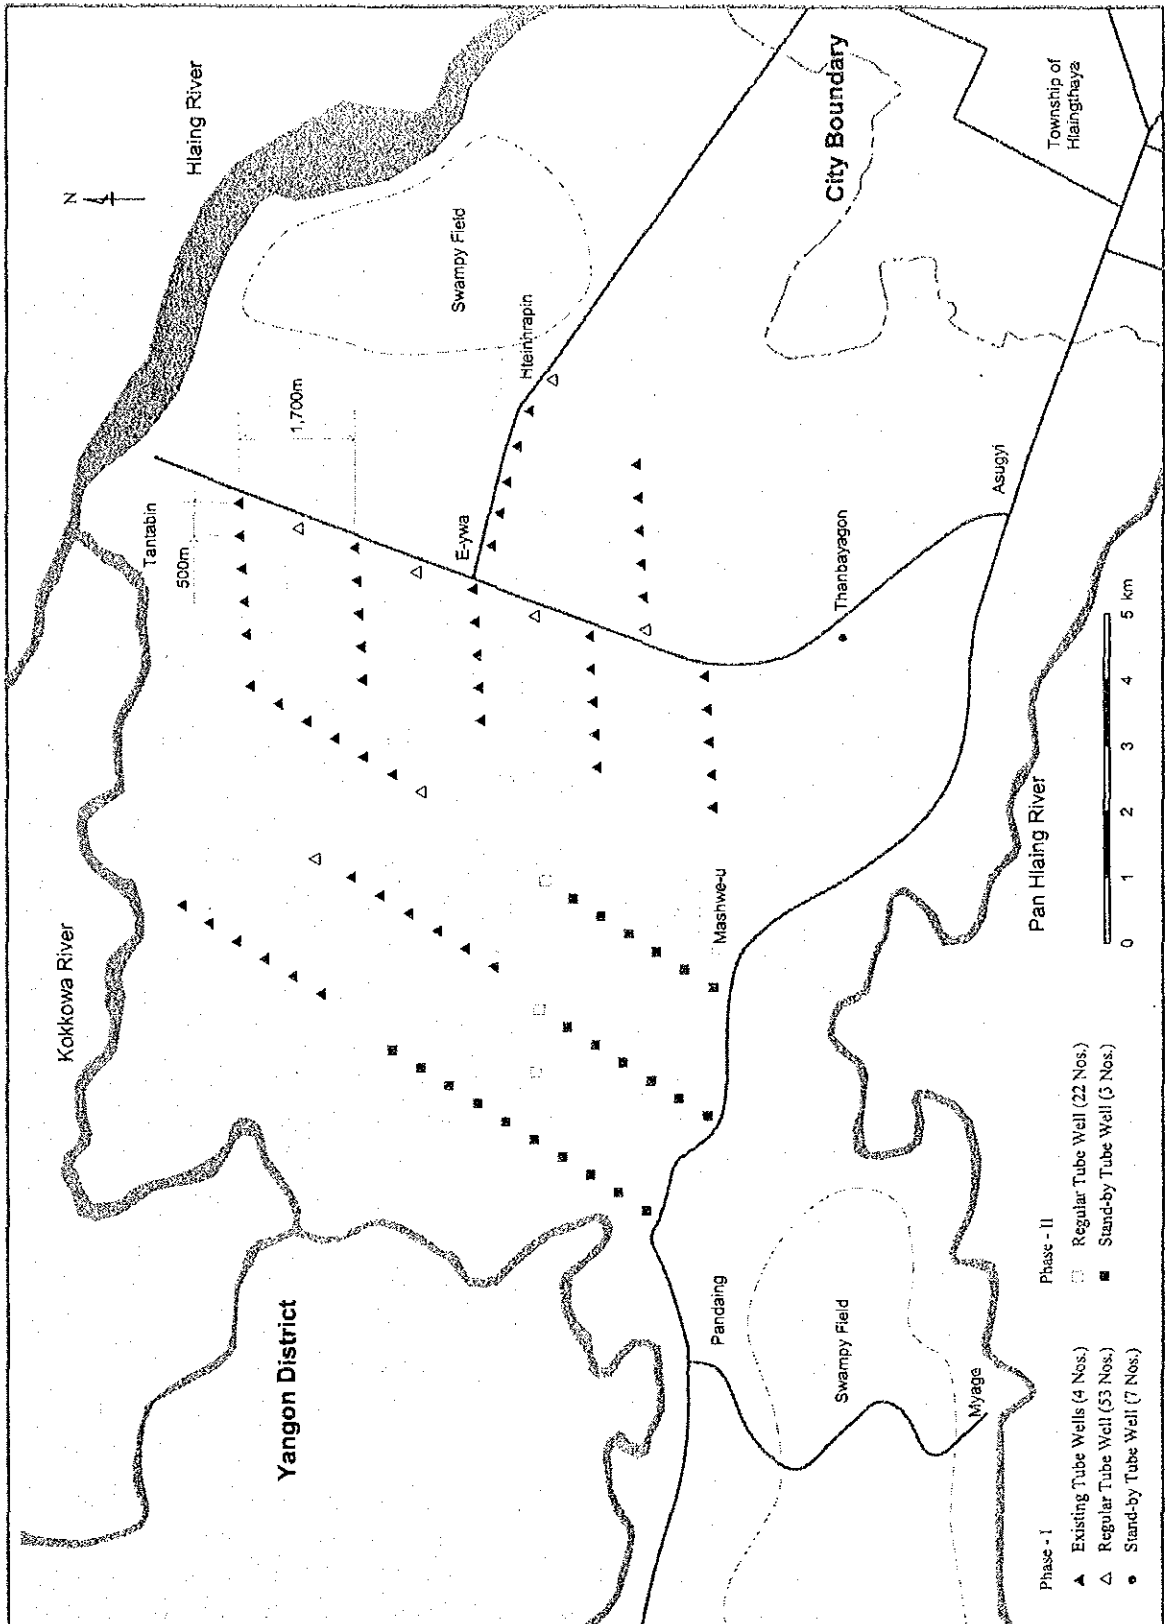 Hlaing River
N
Kokkowa River
Tantabin
500m
1,700m
Swampy Field
Hteinhrapin
E-ywa
City Boundary
Township of
Hlaingthaya
Thanbayagon
Asugyi
Mashwe-u
Yangon District
Pandaing
Swampy Field
Myage
Pan Hlaing River
0 1 2 3 4 5 km
Phase - I
▲ Existing Tube Wells (4 Nos.)
△ Regular Tube Well (53 Nos.)
● Stand-by Tube Well (7 Nos.)
Phase - II
□ Regular Tube Well (22 Nos.)
■ Stand-by Tube Well (3 Nos.)